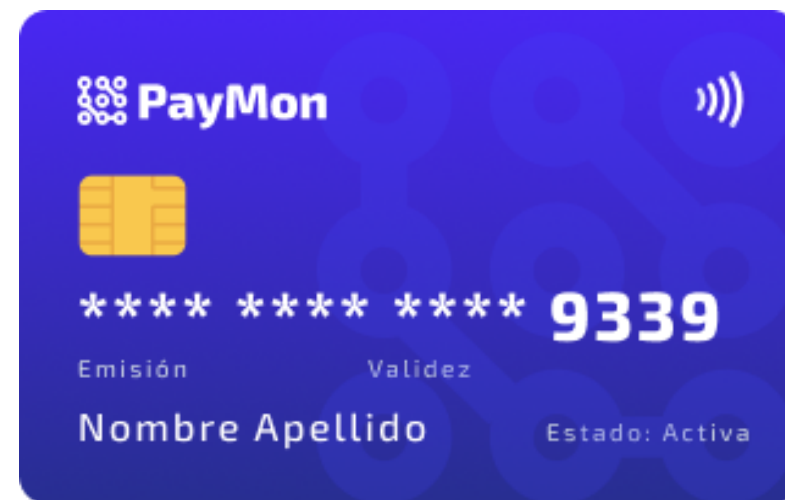 PayMon
**** **** **** 9339
Emisión Validez
Nombre Apellido Estado: Activa